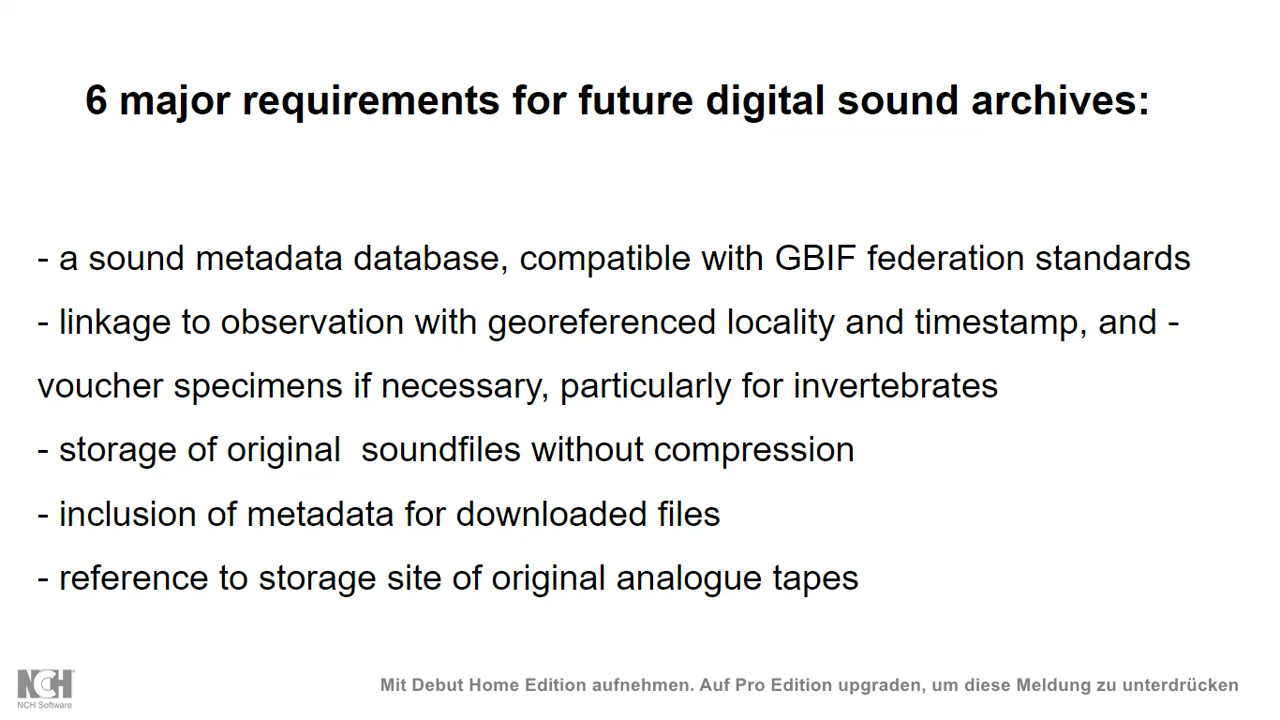 6 major requirements for future digital sound archives:
- a sound metadata database, compatible with GBIF federation standards
- linkage to observation with georeferenced locality and timestamp, and -
voucher specimens if necessary, particularly for invertebrates
- storage of original  soundfiles without compression
- inclusion of metadata for downloaded files
- reference to storage site of original analogue tapes
NCH
NCH Software
Mit Debut Home Edition aufnehmen. Auf Pro Edition upgraden, um diese Meldung zu unterdrücken